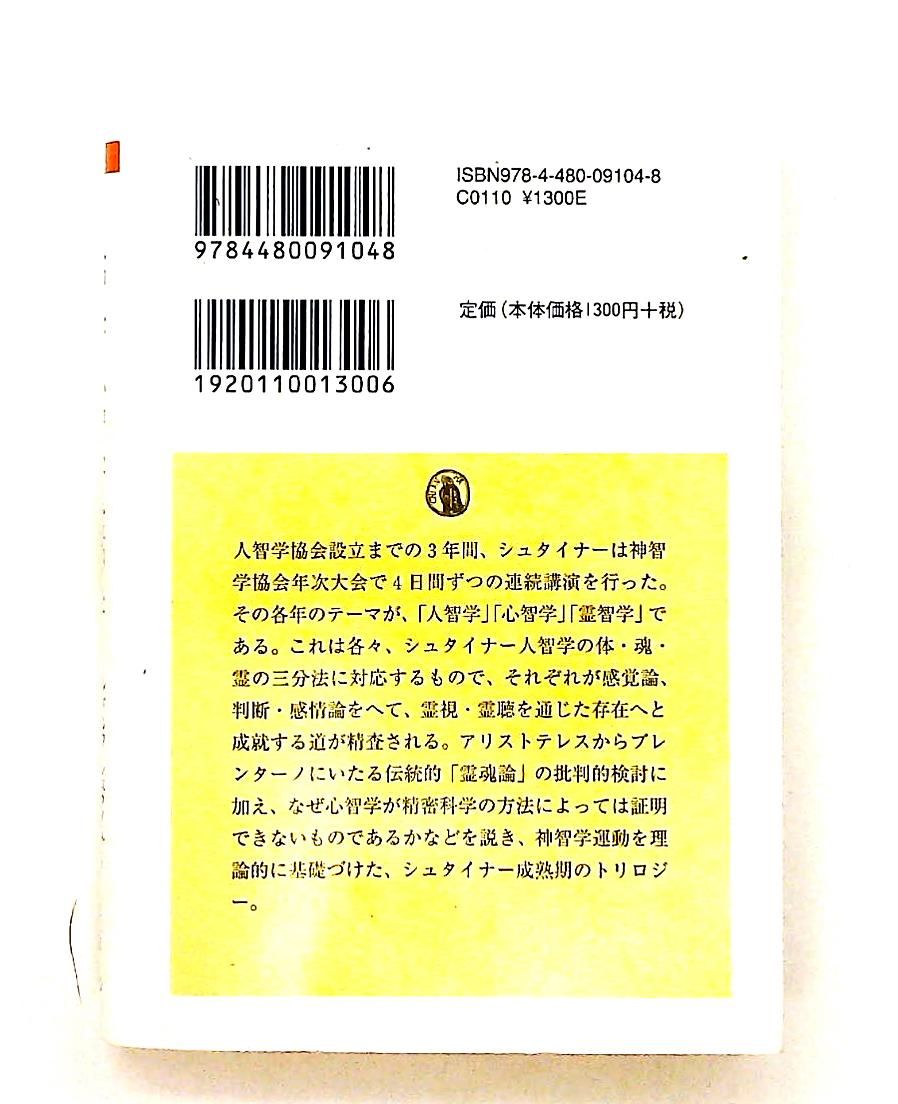 ISBN978-4-480-09104-8
C0110 ¥1300E
9784480091048
定価(本体価格1300円+税)
1920110013006
人智学協会設立までの3年間、シュタイナーは神智
学協会年次大会で4日間ずつの連続講演を行った。
その各年のテーマが、「人智学」「心智学」「霊智学」で
ある。これは各々、シュタイナー人智学の体・魂・
霊の三分法に対応するもので、それぞれが感覚論、
判断・感情論をへて、霊視・霊聴を通じた存在へと
成就する道が精査される。アリストテレスからブレ
ンターノにいたる伝統的「霊魂論」の批判的検討に
加え、なぜ心智学が精密科学の方法によっては証明
できないものであるかなどを説き、神智学運動を理
論的に基礎づけた、シュタイナー成熟期のトリロジ
ー。